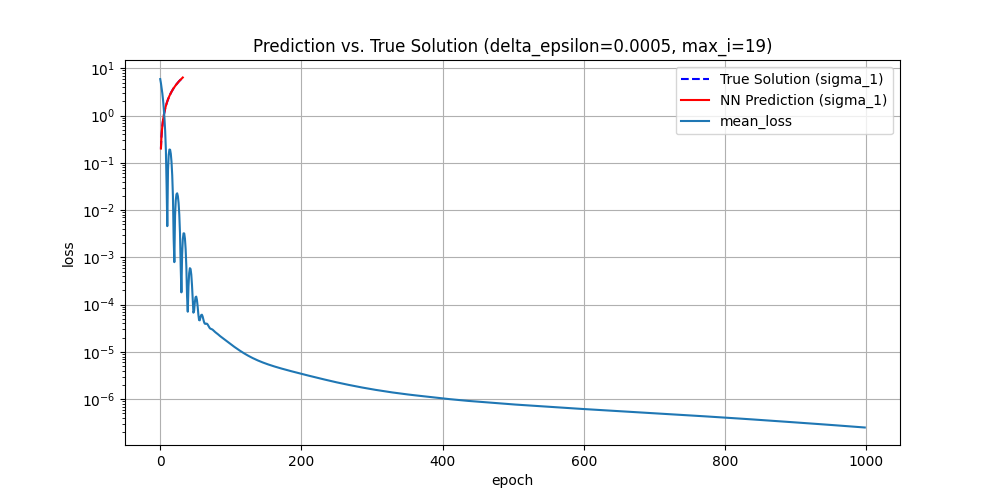 Prediction vs. True Solution (delta_epsilon=0.0005, max_i=19)
True Solution (sigma_1)
NN Prediction (sigma_1)
mean_loss
10¹
10⁰
10⁻¹
10⁻²
10⁻³
10⁻⁴
10⁻⁵
10⁻⁶
loss
0 200 400 600 800 1000
epoch